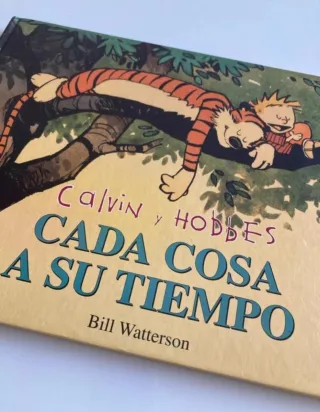 Calvin y HOBBES
CADA COSA
A SU TIEMPO
Bill Watterson